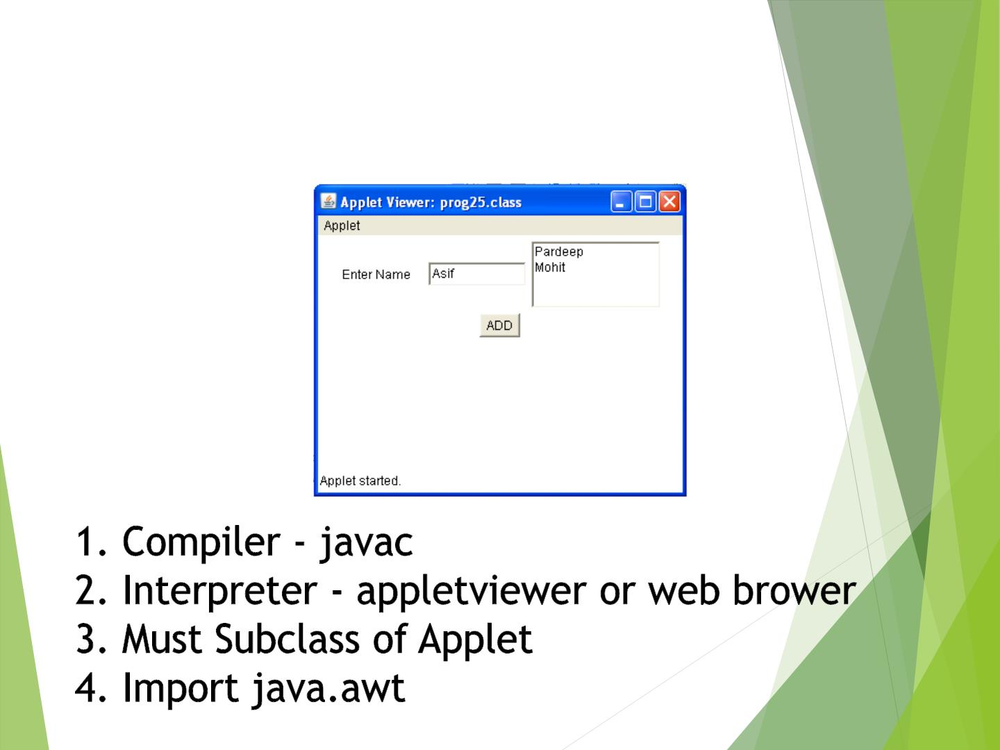 Applet Viewer: prog25.class
Applet
Enter Name
Asif
Pardeep
Mohit
ADD
Applet started.
1. Compiler - javac
2. Interpreter - appletviewer or web brower
3. Must Subclass of Applet
4. Import java.awt